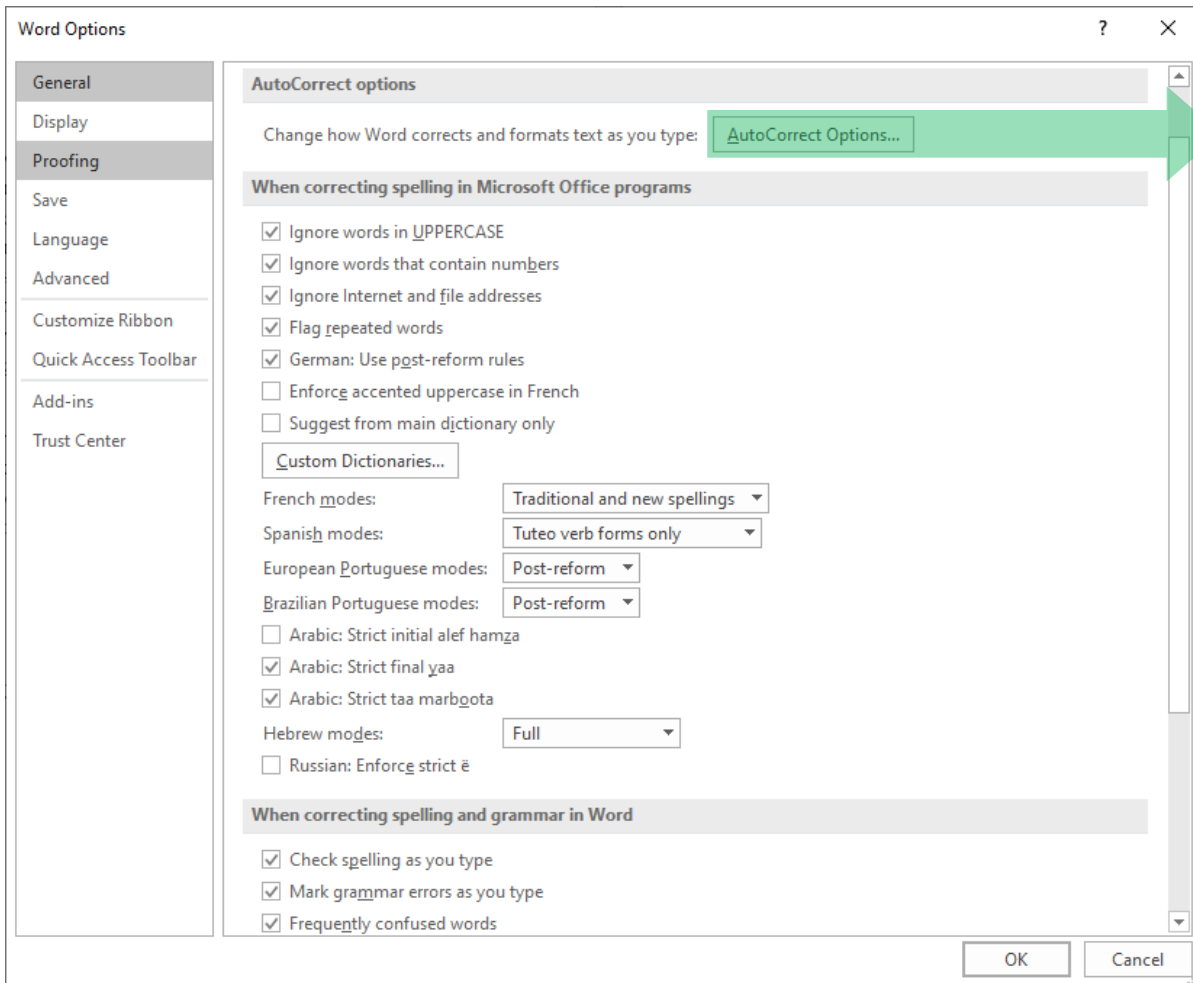 Word Options
?
General
Display
Proofing
Save
Language
Advanced
Customize Ribbon
Quick Access Toolbar
Add-ins
Trust Center
AutoCorrect options
Change how Word corrects and formats text as you type: AutoCorrect Options...
When correcting spelling in Microsoft Office programs
Ignore words in UPPERCASE
Ignore words that contain numbers
Ignore Internet and file addresses
Flag repeated words
German: Use post-reform rules
Enforce accented uppercase in French
Suggest from main dictionary only
Custom Dictionaries...
French modes: Traditional and new spellings
Spanish modes: Tuteo verb forms only
European Portuguese modes: Post-reform
Brazilian Portuguese modes: Post-reform
Arabic: Strict initial alef hamza
Arabic: Strict final yaa
Arabic: Strict taa marboota
Hebrew modes: Full
Russian: Enforce strict ë
When correcting spelling and grammar in Word
Check spelling as you type
Mark grammar errors as you type
Frequently confused words
OK Cancel